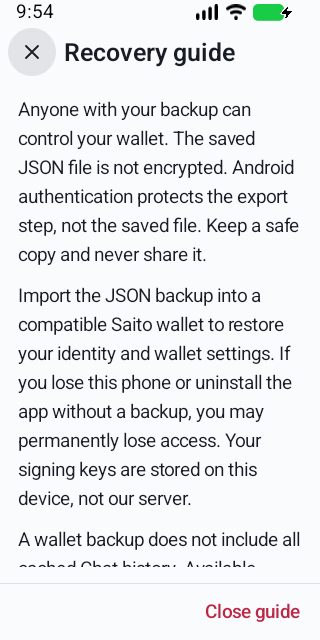 9:54
Recovery guide
Anyone with your backup can
control your wallet. The saved
JSON file is not encrypted. Android
authentication protects the export
step, not the saved file. Keep a safe
copy and never share it.
Import the JSON backup into a
compatible Saito wallet to restore
your identity and wallet settings. If
you lose this phone or uninstall the
app without a backup, you may
permanently lose access. Your
signing keys are stored on this
device, not our server.
A wallet backup does not include all
cached Chat history. Available
Close guide